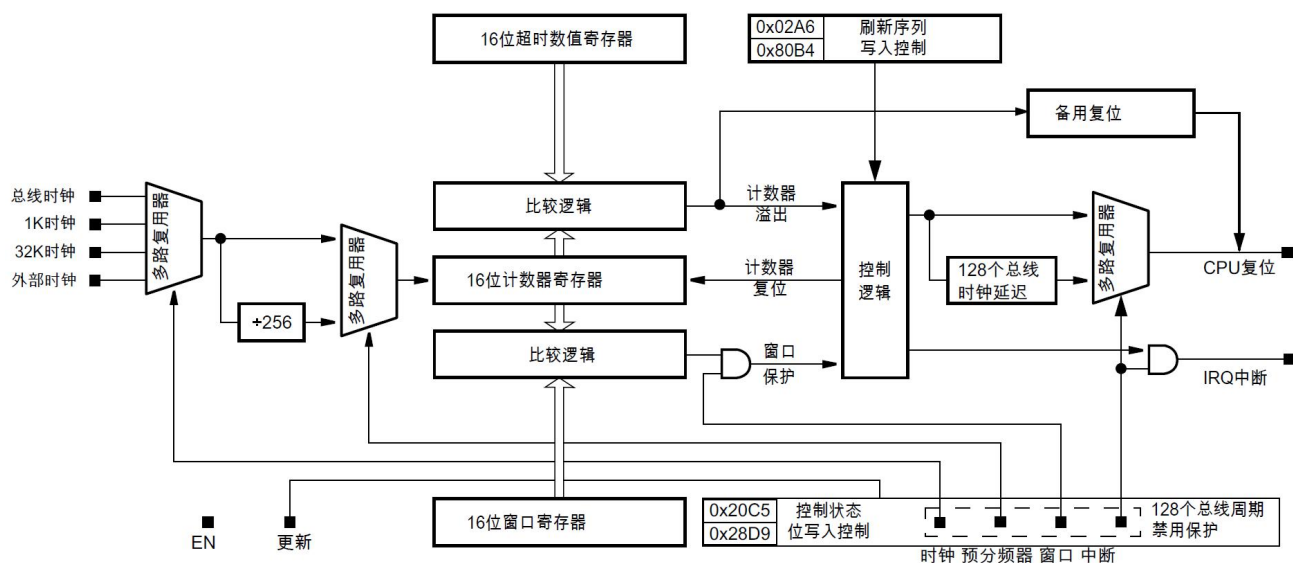 16位超时数值寄存器
0x02A6
0x80B4
刷新序列
写入控制
备用复位
总线时钟
1K时钟
32K时钟
外部时钟
多路复用器
÷256
多路复用器
比较逻辑
16位计数器寄存器
比较逻辑
计数器
溢出
计数器
复位
窗口
保护
控制
逻辑
128个总线
时钟延迟
多路复用器
CPU复位
IRQ中断
16位窗口寄存器
EN
更新
0x20C5
0x28D9
控制状态
位写入控制
128个总线周期
禁用保护
时钟 预分频器 窗口 中断